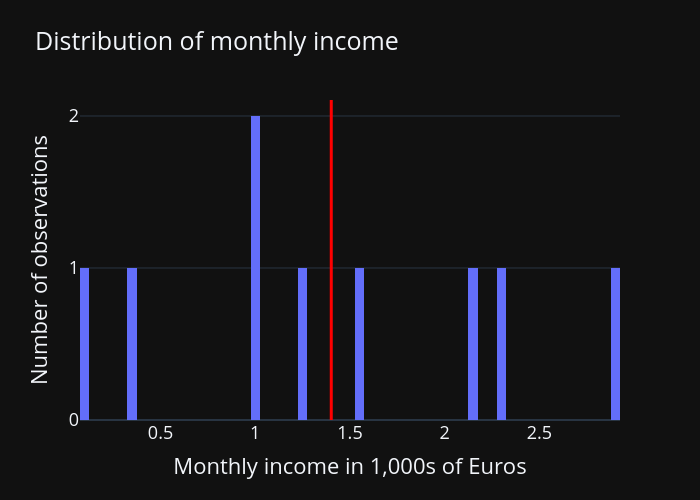 Distribution of monthly income
Number of observations
2
1
0
0.5
1
1.5
2
2.5
Monthly income in 1,000s of Euros